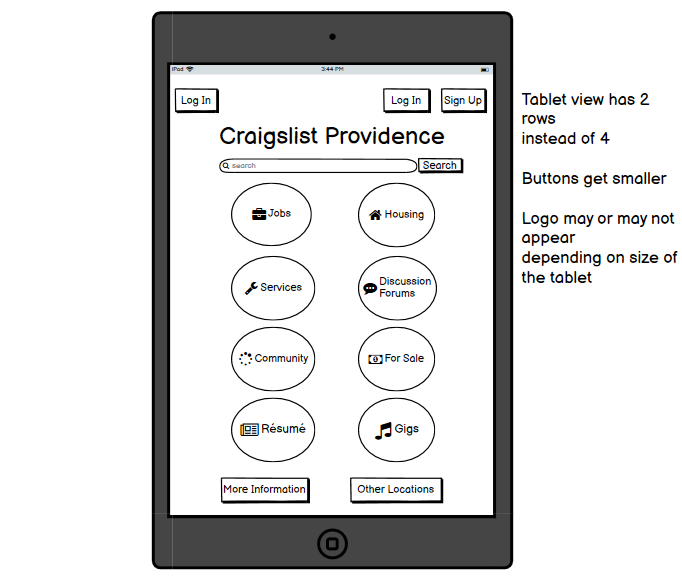 iPad
3:44 PM
Log In
Log In
Sign Up
Craigslist Providence
search
Search
Jobs
Housing
Services
Discussion
Forums
Community
For Sale
Résumé
Gigs
More Information
Other Locations
Tablet view has 2
rows
instead of 4
Buttons get smaller
Logo may or may not
appear
depending on size of
the tablet